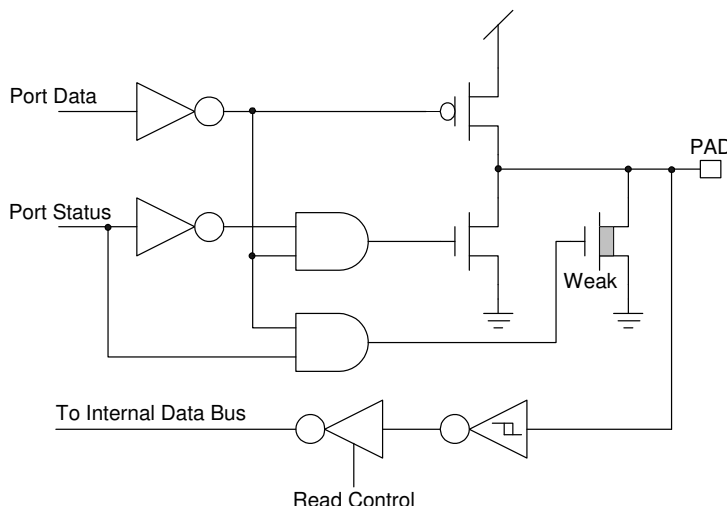 Port Data
PAD
Port Status
Weak
To Internal Data Bus
Read Control